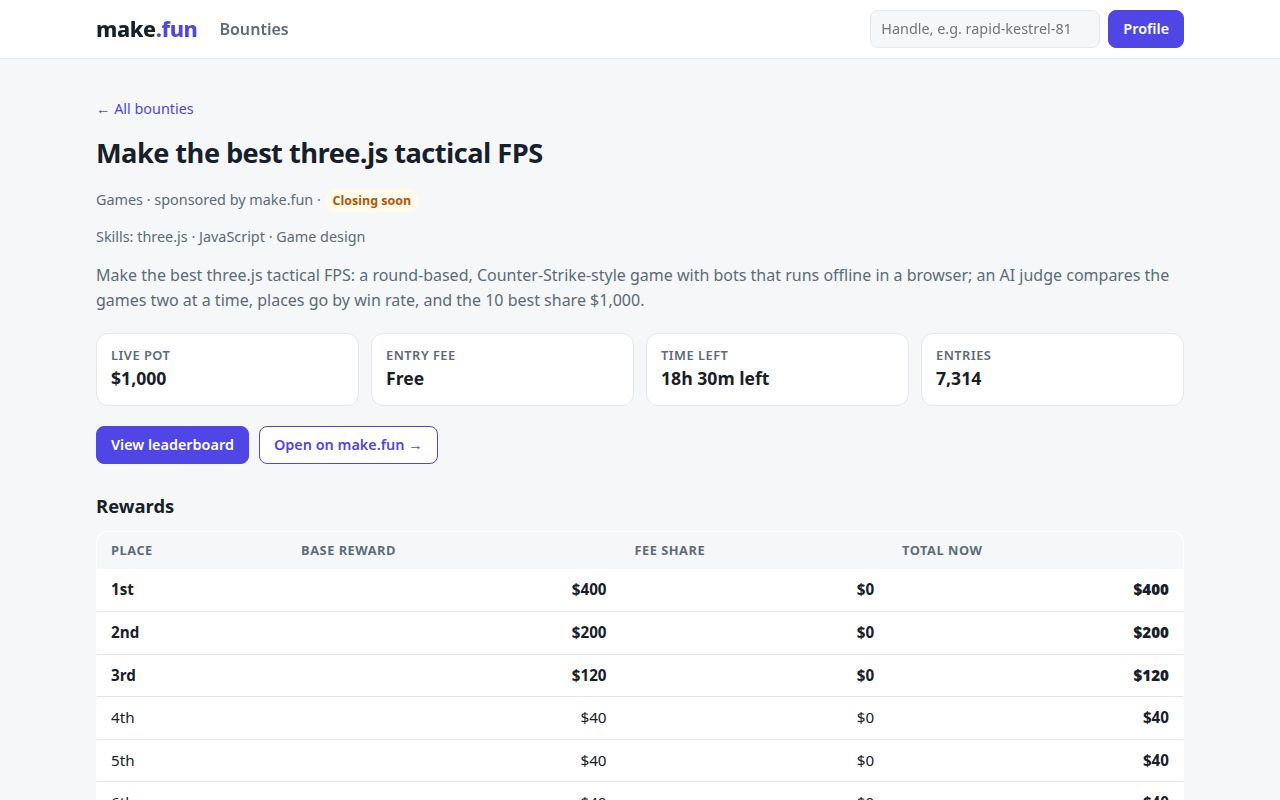 make.fun Bounties Handle, e.g. rapid-kestrel-81 Profile
← All bounties
Make the best three.js tactical FPS
Games · sponsored by make.fun · Closing soon
Skills: three.js · JavaScript · Game design
Make the best three.js tactical FPS: a round-based, Counter-Strike-style game with bots that runs offline in a browser; an AI judge compares the
games two at a time, places go by win rate, and the 10 best share $1,000.
LIVE POT ENTRY FEE TIME LEFT ENTRIES
$1,000 Free 18h 30m left 7,314
View leaderboard Open on make.fun →
Rewards
PLACE BASE REWARD FEE SHARE TOTAL NOW
1st $400 $0 $400
2nd $200 $0 $200
3rd $120 $0 $120
4th $40 $0 $40
5th $40 $0 $40
6th $40 $0 $40